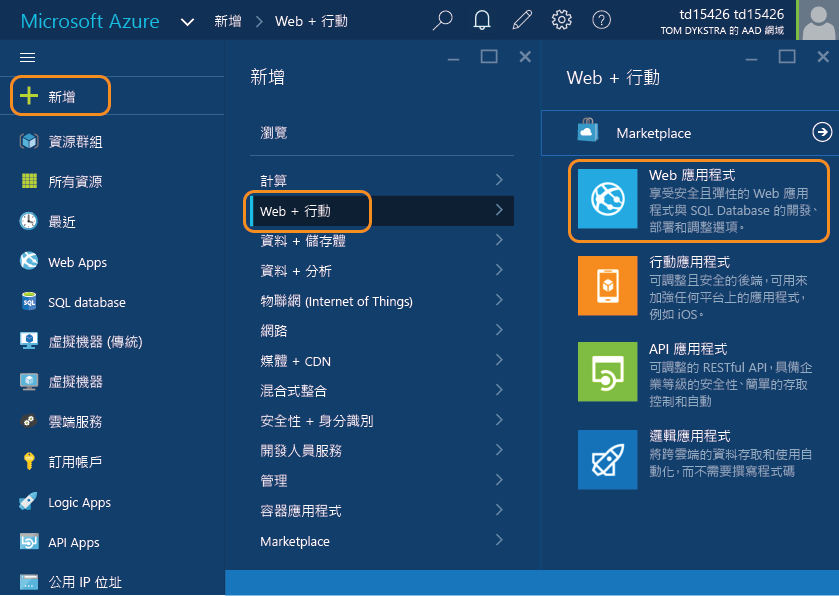 Microsoft Azure
新增
Web + 行動
td15426 td15426
TOM DYKSTRA 的 AAD 網域
新增
資源群組
所有資源
最近
Web Apps
SQL database
虛擬機器 (傳統)
虛擬機器
雲端服務
訂用帳戶
Logic Apps
API Apps
公用 IP 位址
新增
瀏覽
計算
Web + 行動
資料 + 儲存體
資料 + 分析
物聯網 (Internet of Things)
網路
媒體 + CDN
混合式整合
安全性 + 身分識別
開發人員服務
管理
容器應用程式
Marketplace
Web + 行動
Marketplace
Web 應用程式
享受安全且彈性的 Web 應用
程式與 SQL Database 的開發、
部署和調整選項。
行動應用程式
可調整且安全的後端，可用來
加強任何平台上的應用程式，
例如 iOS。
API 應用程式
可調整的 RESTful API，具備企
業等級的安全性、簡單的存取
控制和自動
邏輯應用程式
將跨雲端的資料存取和使用自
動化，而不需要撰寫程式碼